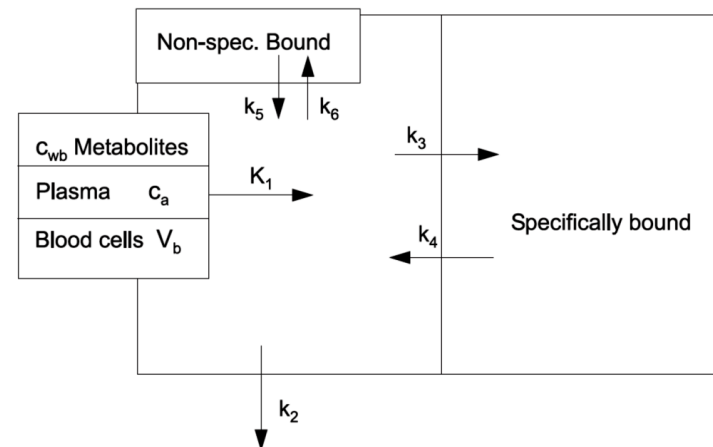 Non-spec. Bound
k5 k6
k3
cwb Metabolites
K1
Plasma ca
Specifically bound
Blood cells Vb
k4
k2